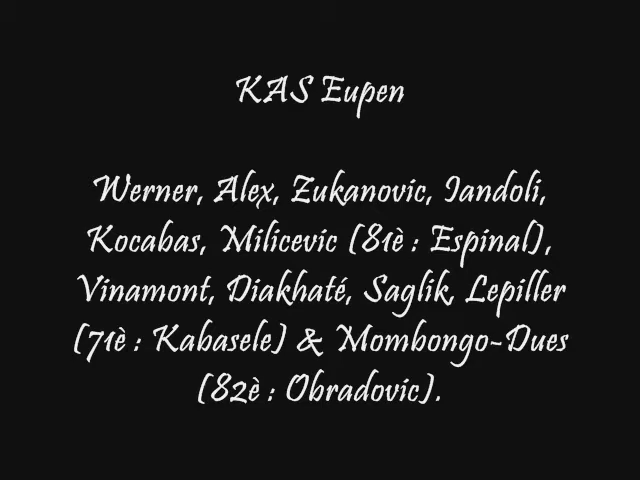 KAS Eupen
Werner, Alex, Zukanovic, Iandoli,
Kocabas, Milicevic (81è : Espinal),
Vinamont, Diakhaté, Saglik, Lepiller
(71è : Kabasele) & Mombongo-Dues
(82è : Obradovic).